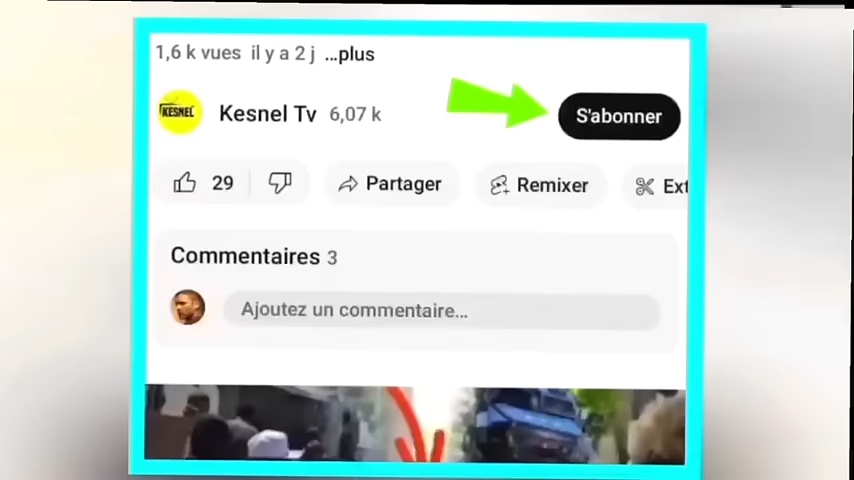 1,6 k vues il y a 2 j ...plus
KESNEL
Kesnel Tv 6,07 k
S'abonner
29
Partager
Remixer
Ext
Commentaires 3
Ajoutez un commentaire...